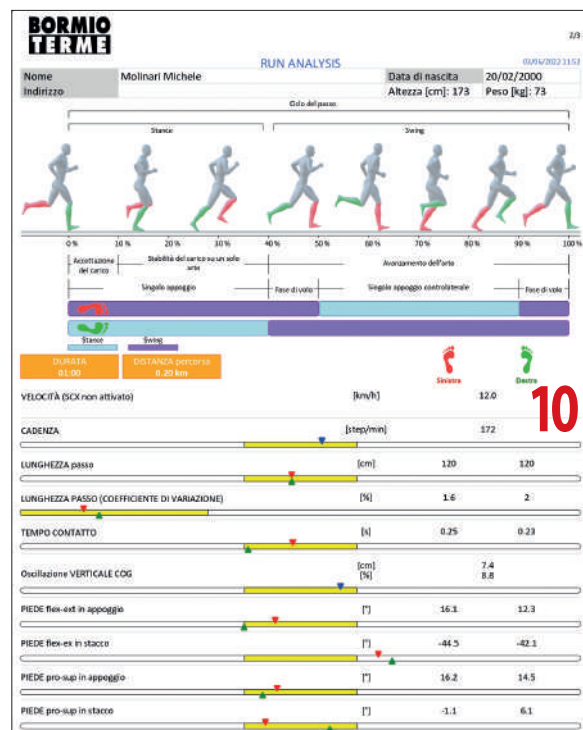 BORMIO
TERME
2/3
RUN ANALYSIS
03/06/2022 11:52
Nome Molinari Michele Data di nascita 20/02/2000
Indirizzo Altezza [cm]: 173 Peso [kg]: 73
Ciclo del passo
Stance Swing
0 % 10 % 20 % 30 % 40 % 50 % 60 % 70 % 80 % 90 % 100 %
Accettazione del carico Stabilità del carico su un solo arto Avanzamento dell'arto
Singolo appoggio Fase di volo Singolo appoggio controlaterale Fase di volo
Stance Swing
DURATA DISTANZA percorsa
01:00 0.20 km
Sinistra Destra
VELOCITÀ (SCX non attivato) [km/h] 12.0
10
CADENZA [step/min] 172
LUNGHEZZA passo [cm] 120 120
LUNGHEZZA PASSO (COEFFICIENTE DI VARIAZIONE) [%] 1.6 2
TEMPO CONTATTO [s] 0.25 0.23
Oscillazione VERTICALE COG [cm] 7.4
[%] 8.8
PIEDE flex-ext in appoggio [°] 16.1 12.3
PIEDE flex-ex in stacco [°] -44.5 -42.1
PIEDE pro-sup in appoggio [°] 16.2 14.5
PIEDE pro-sup in stacco [°] -1.1 6.1